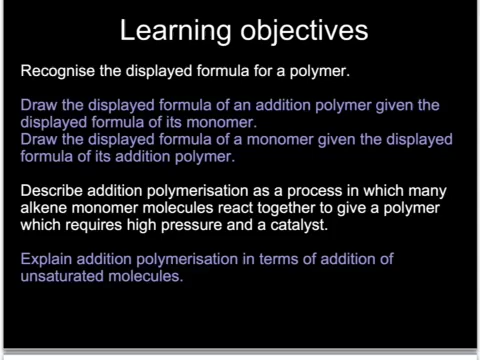 Learning objectives
Recognise the displayed formula for a polymer.
Draw the displayed formula of an addition polymer given the
displayed formula of its monomer.
Draw the displayed formula of a monomer given the displayed
formula of its addition polymer.
Describe addition polymerisation as a process in which many
alkene monomer molecules react together to give a polymer
which requires high pressure and a catalyst.
Explain addition polymerisation in terms of addition of
unsaturated molecules.